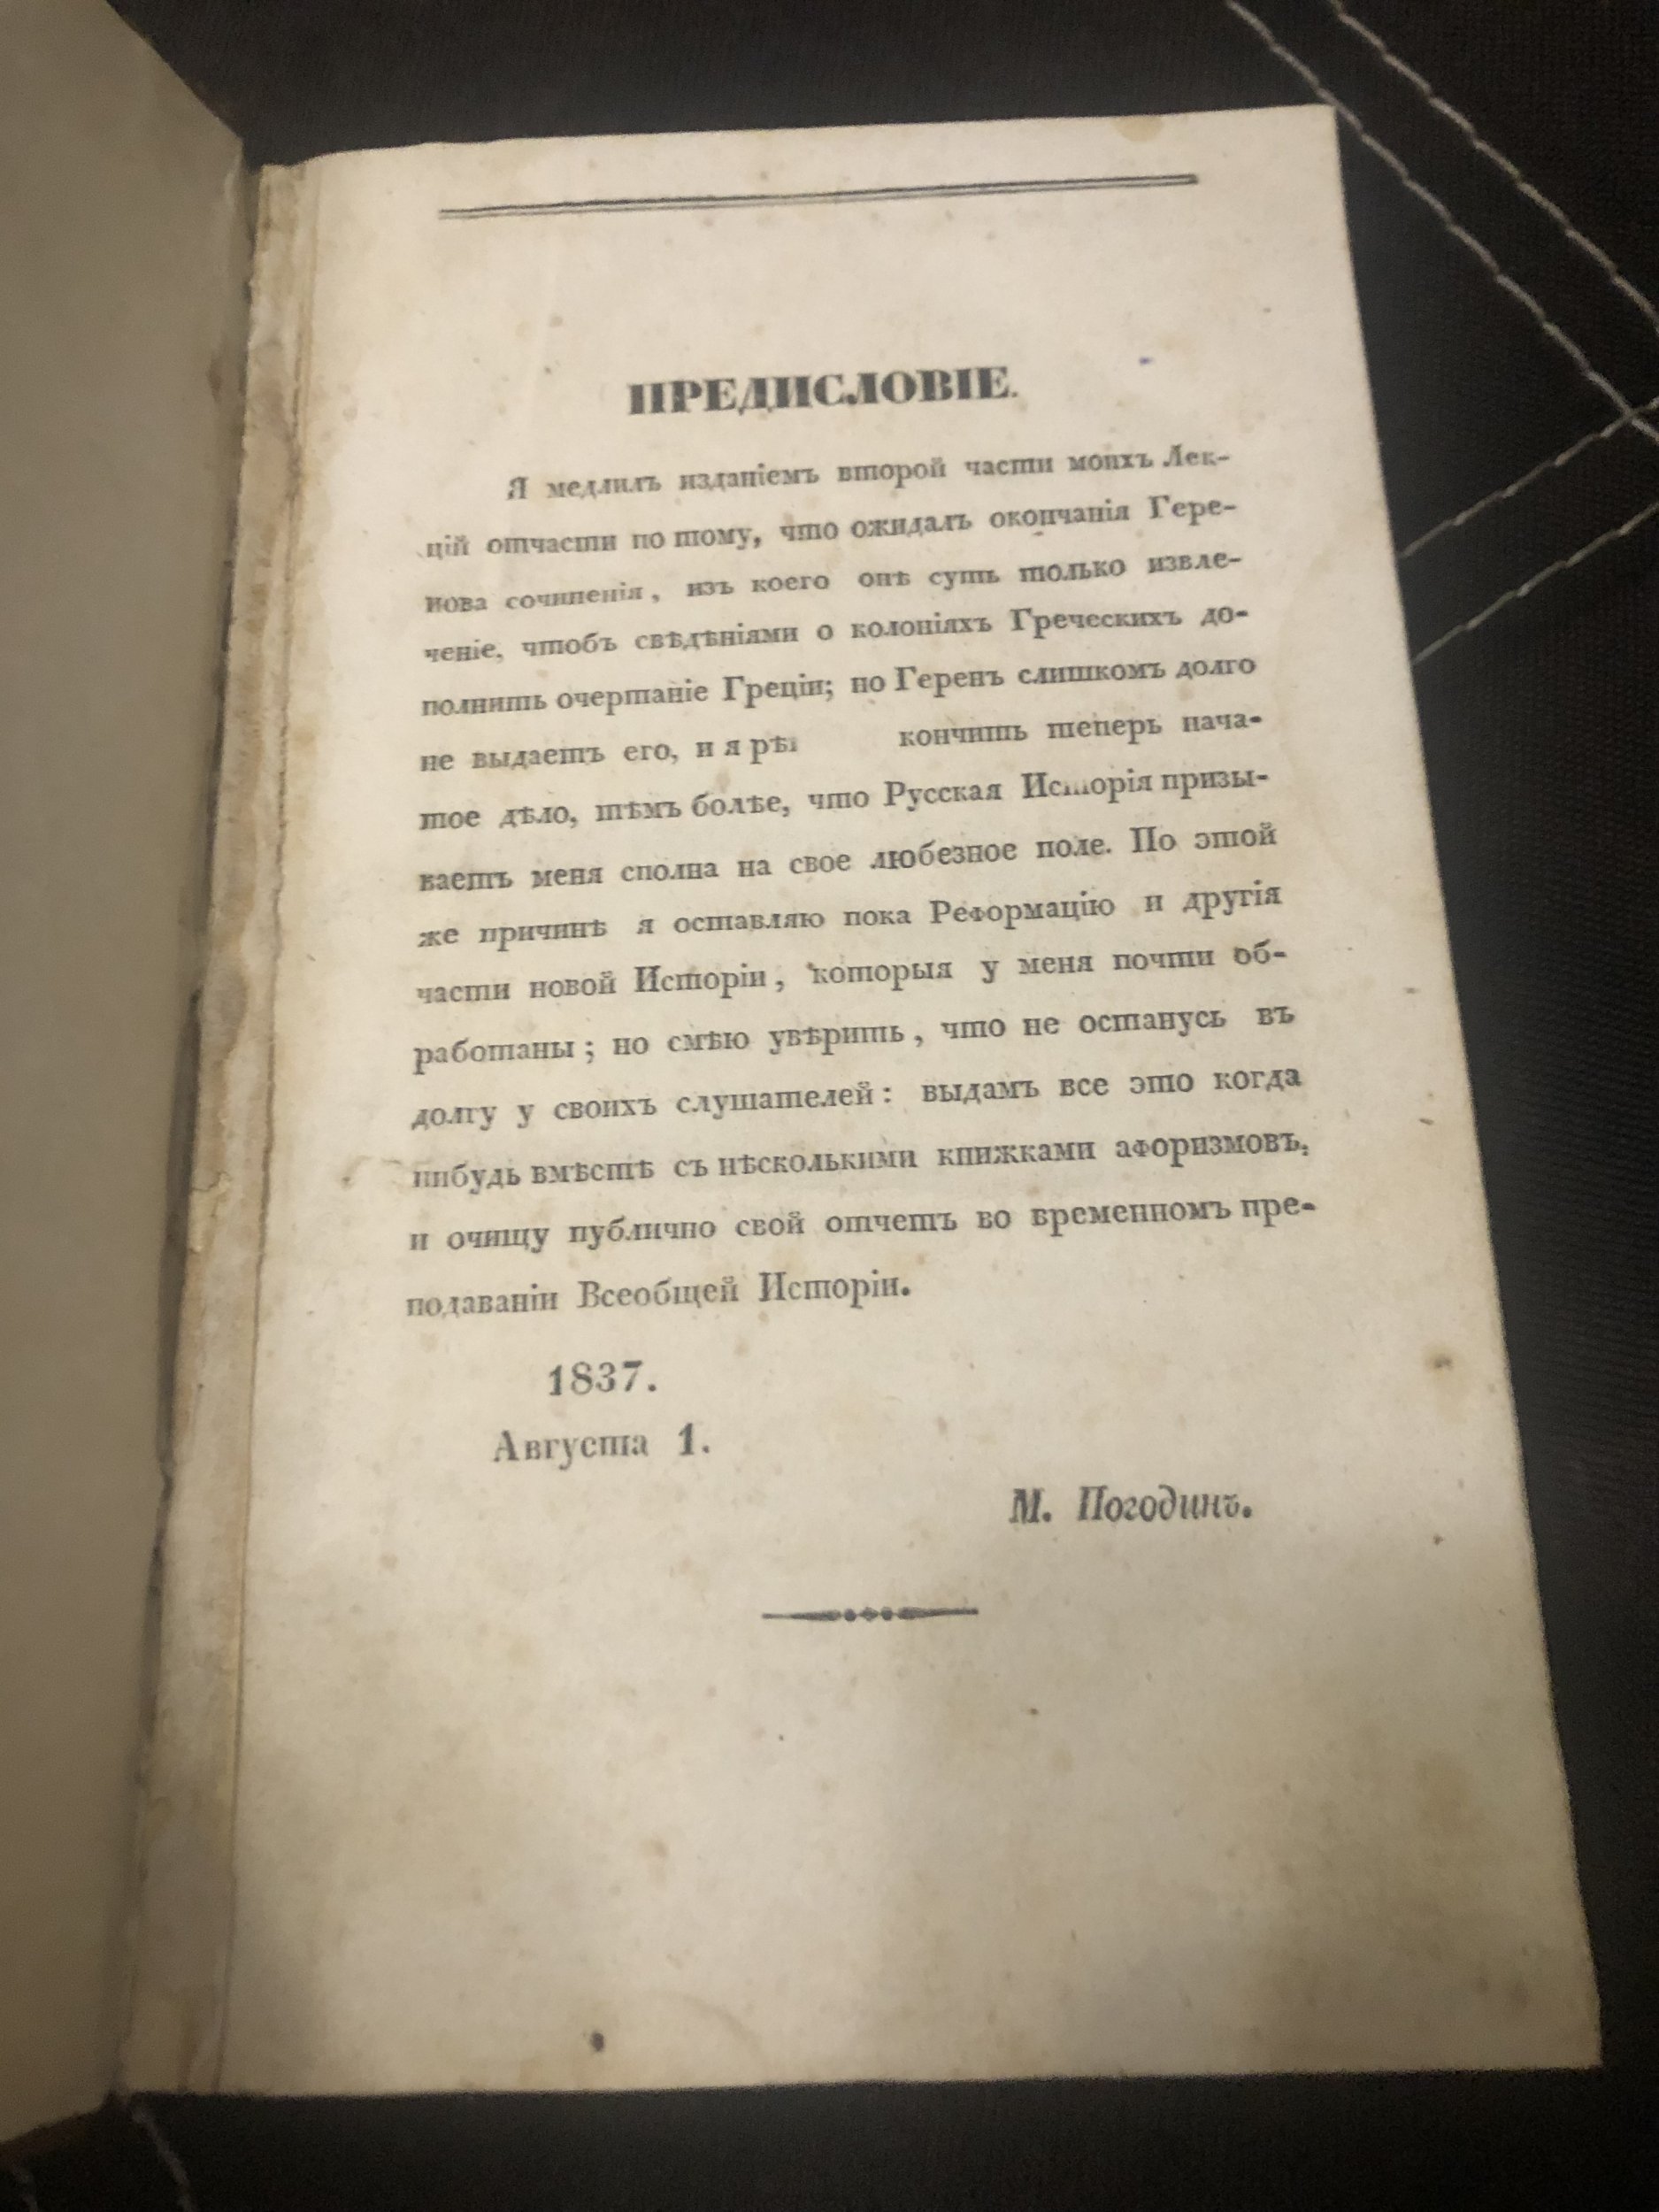 ПРЕДИСЛОВІЕ.
Я медлилъ изданіемъ второй части моихъ Лек-
цій отчасти по тому, что ожидалъ окончанія Гере-
нова сочиненія, изъ коего онѣ суть только извле-
ченіе, чтобъ свѣдѣніями о колоніяхъ Греческихъ до-
полнить очертаніе Греціи; но Геренъ слишкомъ долго
не выдаетъ его, и я кончить теперь нача-
тое дѣло, тѣмъ болѣе, что Русская Исторія призы-
ваетъ меня сполна на свое любезное поле. По этой
же причинѣ я оставляю пока Реформацію и другія
части новой Исторіи, которыя у меня почти об-
работаны; но смѣю увѣрить, что не останусь въ
долгу у своихъ слушателей: выдамъ все это когда
нибудь вмѣстѣ съ нѣсколькими книжками афоризмовъ,
и очищу публично свой отчетъ во временномъ пре-
подаваніи Всеобщей Исторіи.
1837.
Августа 1.
М. Погодинъ.